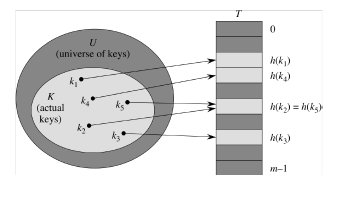 T
U
(universe of keys)
0
k1
h(k1)
K
(actual
keys)
k4
h(k4)
k5
h(k2) = h(k5)
k2
k3
h(k3)
m–1